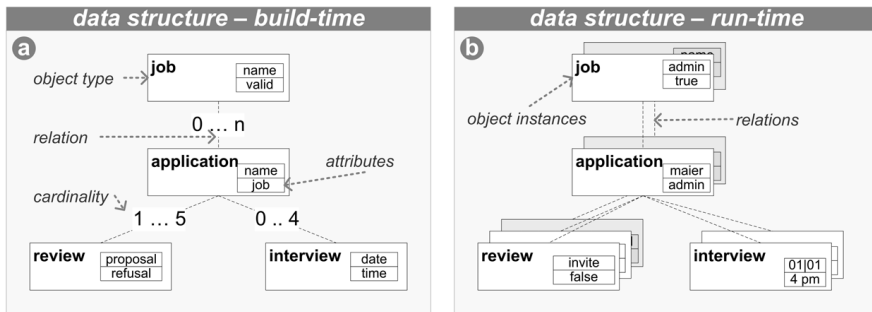 data structure – build-time
a
job
name
valid
object type
0 ... n
relation
application
name
job
attributes
cardinality
1 ... 5
0 .. 4
review
proposal
refusal
interview
date
time
data structure – run-time
b
name
job
admin
true
object instances
relations
application
maier
admin
review
invite
false
interview
01|01
4 pm